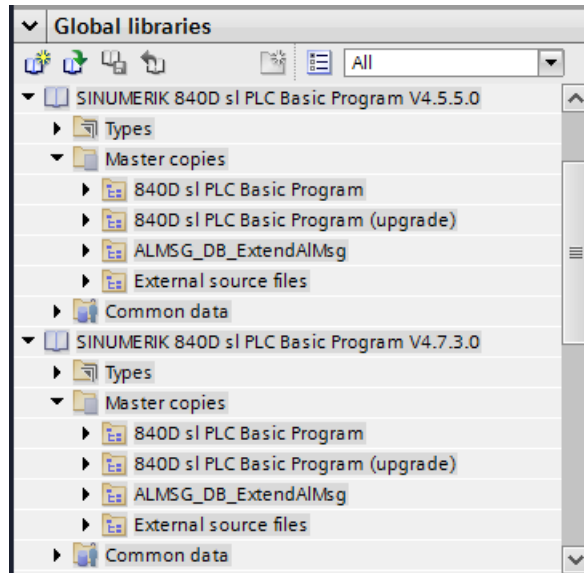 Global libraries
All
SINUMERIK 840D sl PLC Basic Program V4.5.5.0
Types
Master copies
840D sl PLC Basic Program
840D sl PLC Basic Program (upgrade)
ALMSG_DB_ExtendAlMsg
External source files
Common data
SINUMERIK 840D sl PLC Basic Program V4.7.3.0
Types
Master copies
840D sl PLC Basic Program
840D sl PLC Basic Program (upgrade)
ALMSG_DB_ExtendAlMsg
External source files
Common data